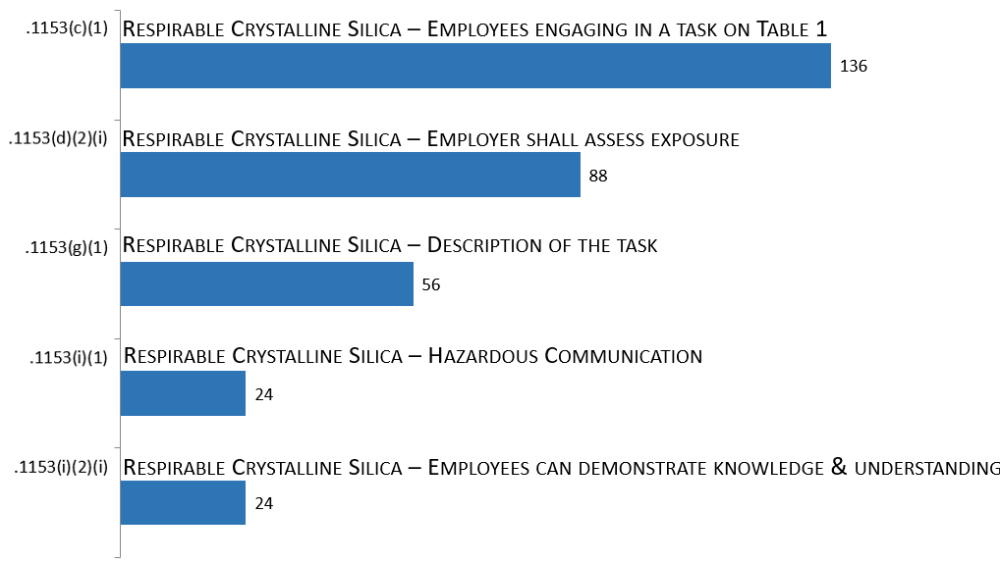 .1153(c)(1) Respirable Crystalline Silica – Employees engaging in a task on Table 1
136
.1153(d)(2)(i) Respirable Crystalline Silica – Employer shall assess exposure
88
.1153(g)(1) Respirable Crystalline Silica – Description of the task
56
.1153(i)(1) Respirable Crystalline Silica – Hazardous Communication
24
.1153(i)(2)(i) Respirable Crystalline Silica – Employees can demonstrate knowledge & understanding
24